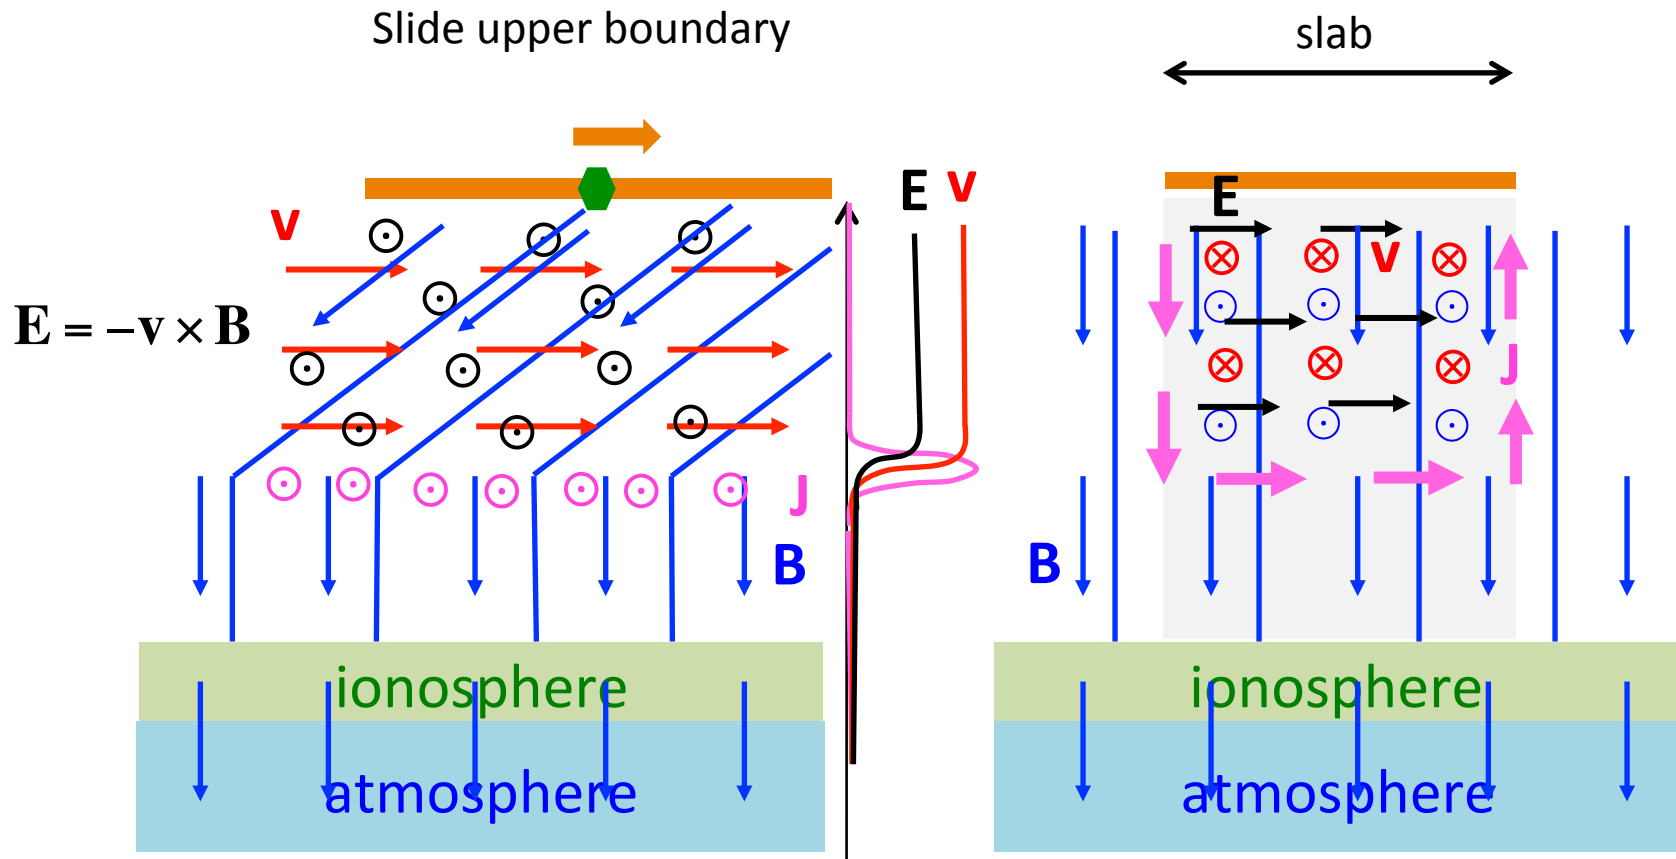 Slide upper boundary
slab
E
v
E
v
v
E = −v × B
J
J
B
B
ionosphere
ionosphere
atmosphere
atmosphere